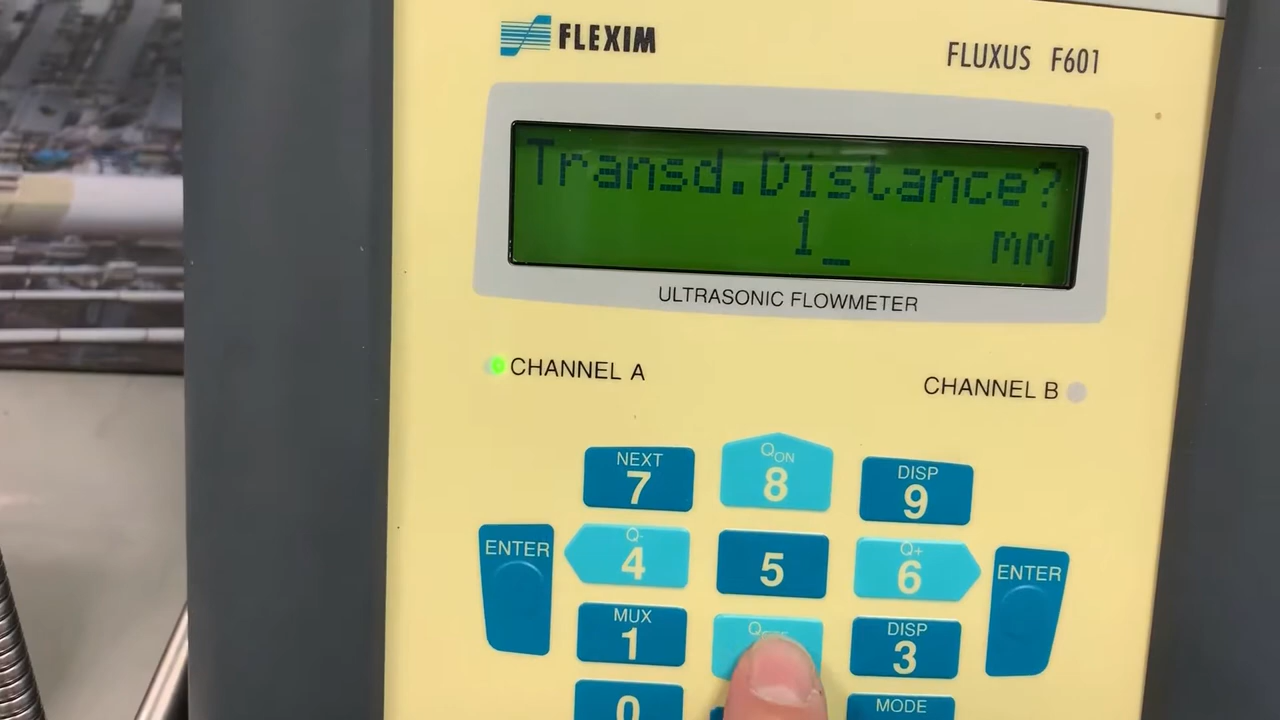 FLEXIM
FLUXUS F601
Transd.Distance?
1_ mm
ULTRASONIC FLOWMETER
CHANNEL A
CHANNEL B
NEXT
7
QON
8
DISP
9
ENTER
Q-
4
5
Q+
6
ENTER
MUX
1
DISP
3
0
MODE